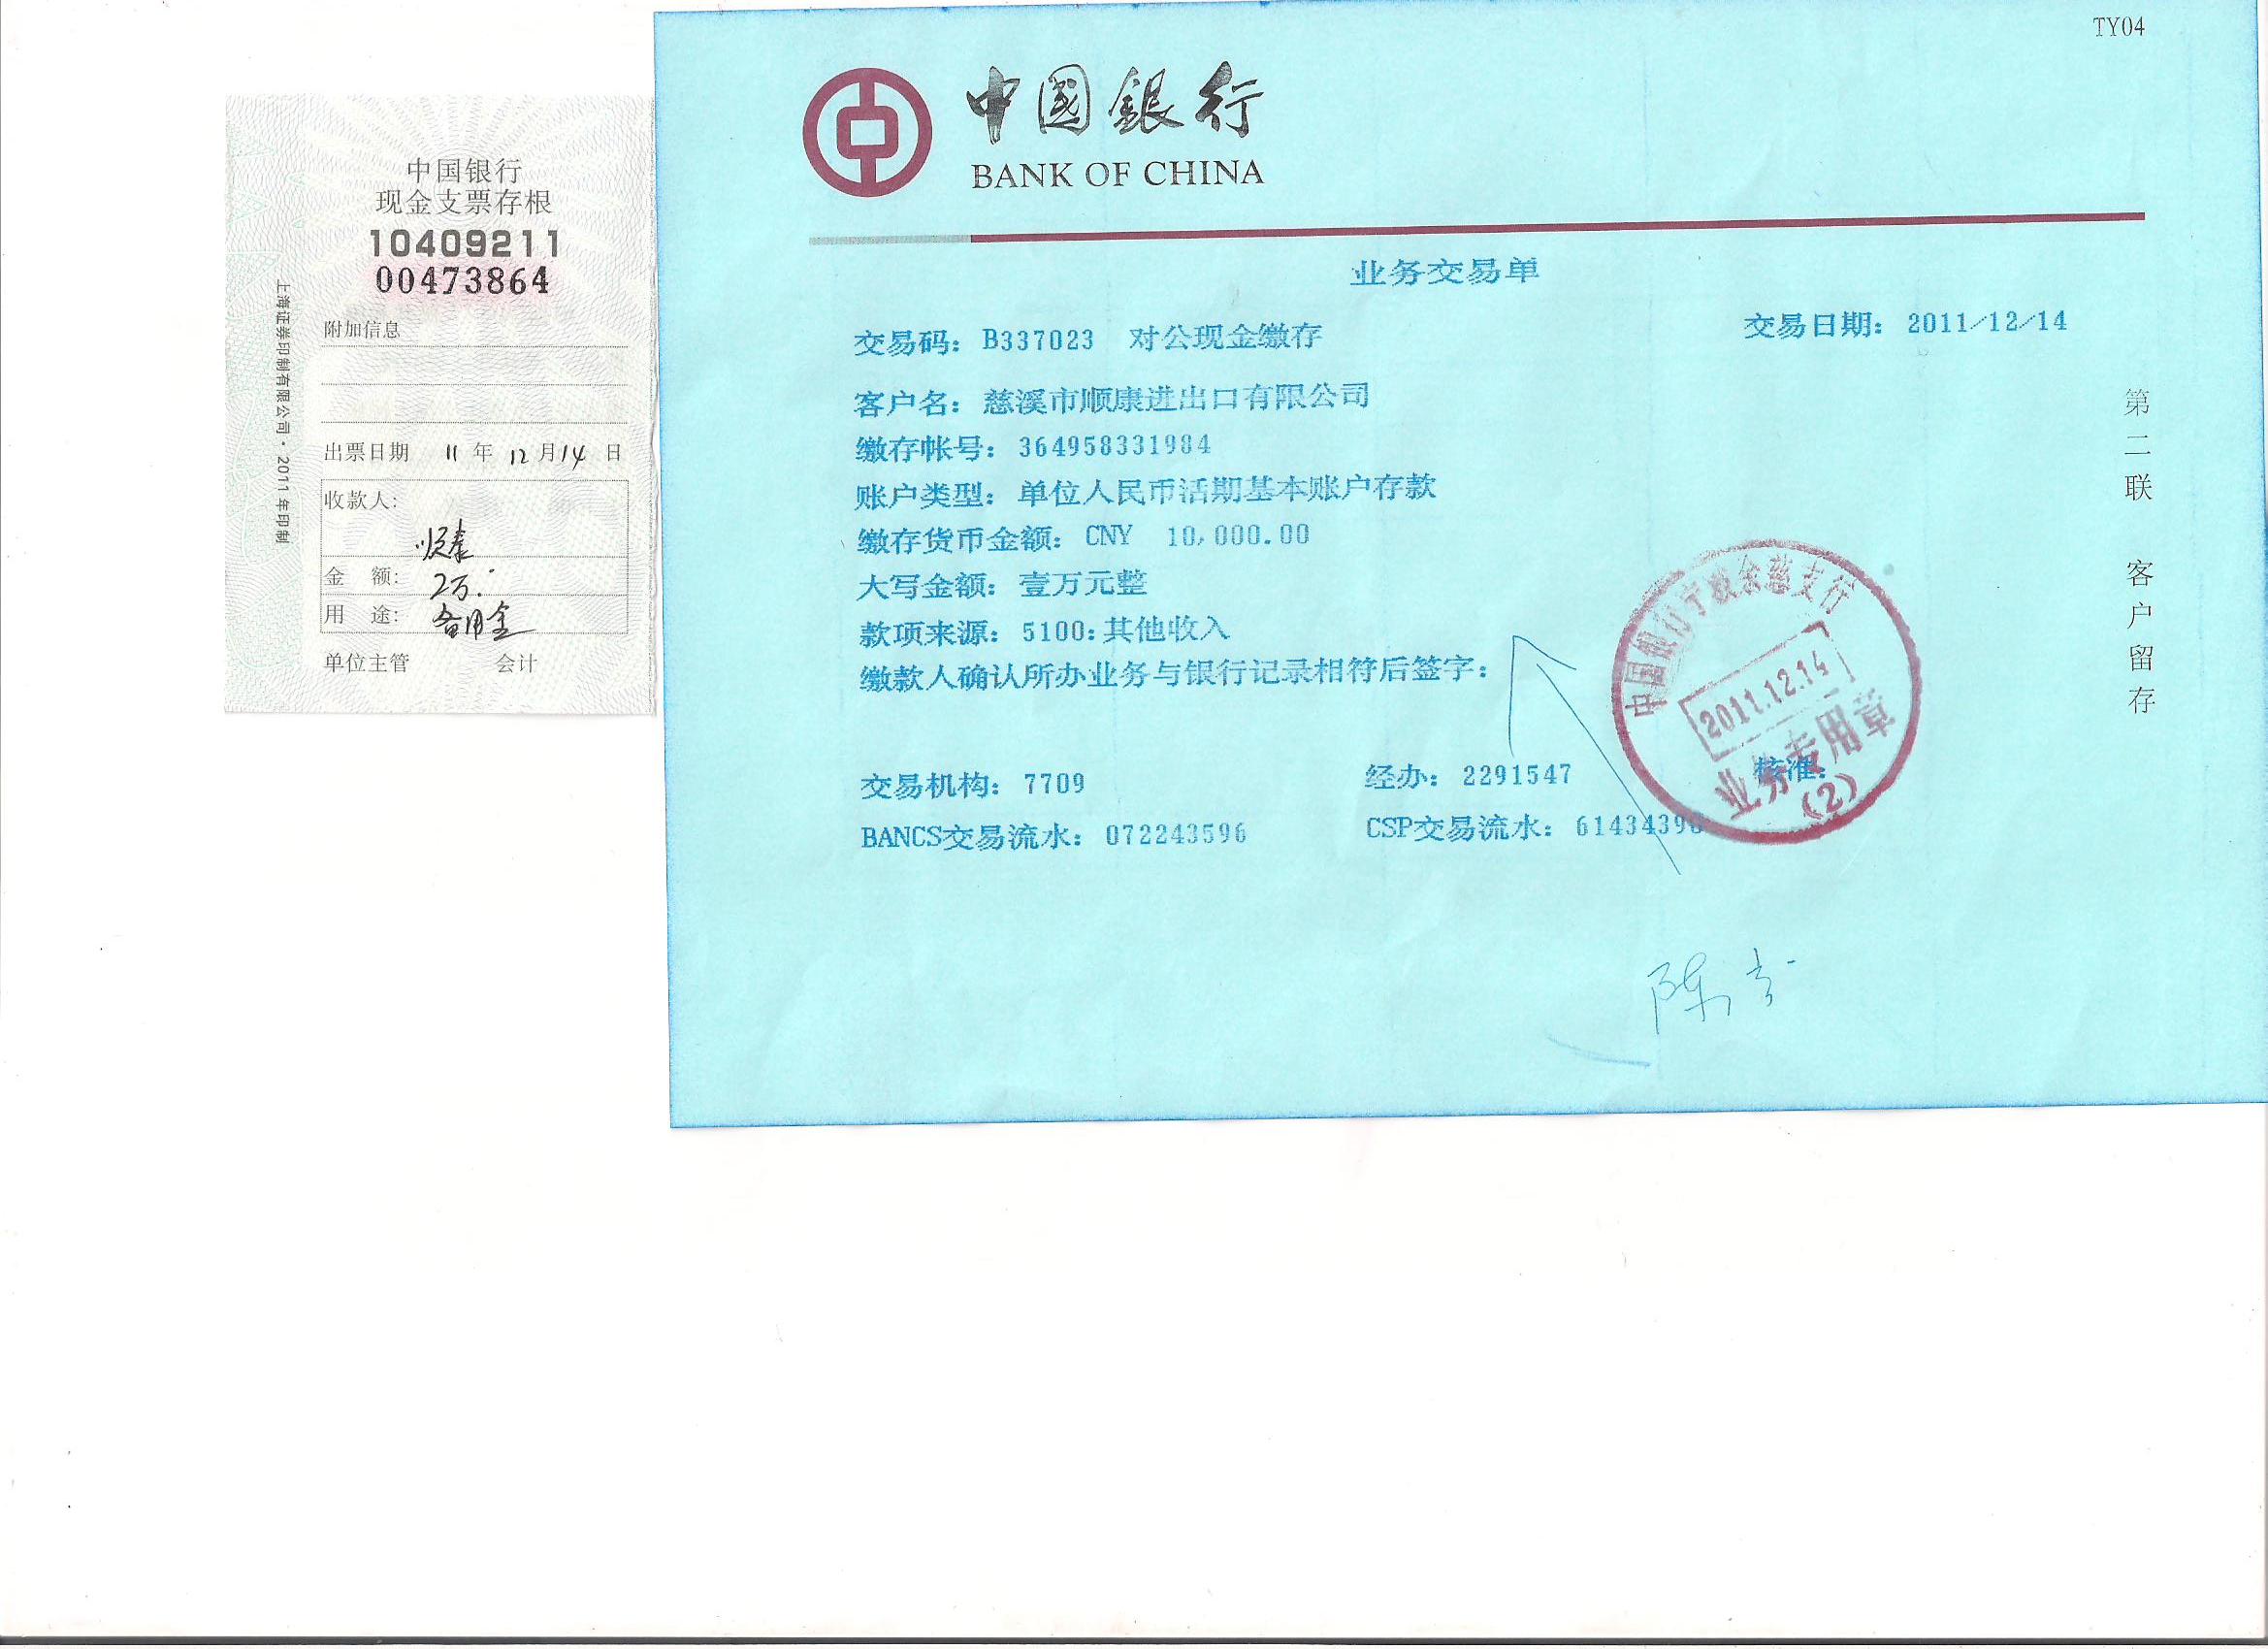 中国银行
现金支票存根
10409211
00473864
附加信息
出票日期 11 年 12 月 14 日
收款人:
金 额: 2万.
用 途: 备用金
单位主管 会计
上海证券印制有限公司·2011年印制
TY04
中國銀行
BANK OF CHINA
业务交易单
交易码: B337023 对公现金缴存 交易日期: 2011/12/14
客户名: 慈溪市顺康进出口有限公司
缴存帐号: 364958331984
账户类型: 单位人民币活期基本账户存款
缴存货币金额: CNY 10,000.00
大写金额: 壹万元整
款项来源: 5100:其他收入
缴款人确认所办业务与银行记录相符后签字:
交易机构: 7709 经办: 2291547 核准:
BANCS交易流水: 072243596 CSP交易流水:
第二联 客户留存
中国银行宁波余慈支行
2011.12.14
业务专用章
(2)
陈